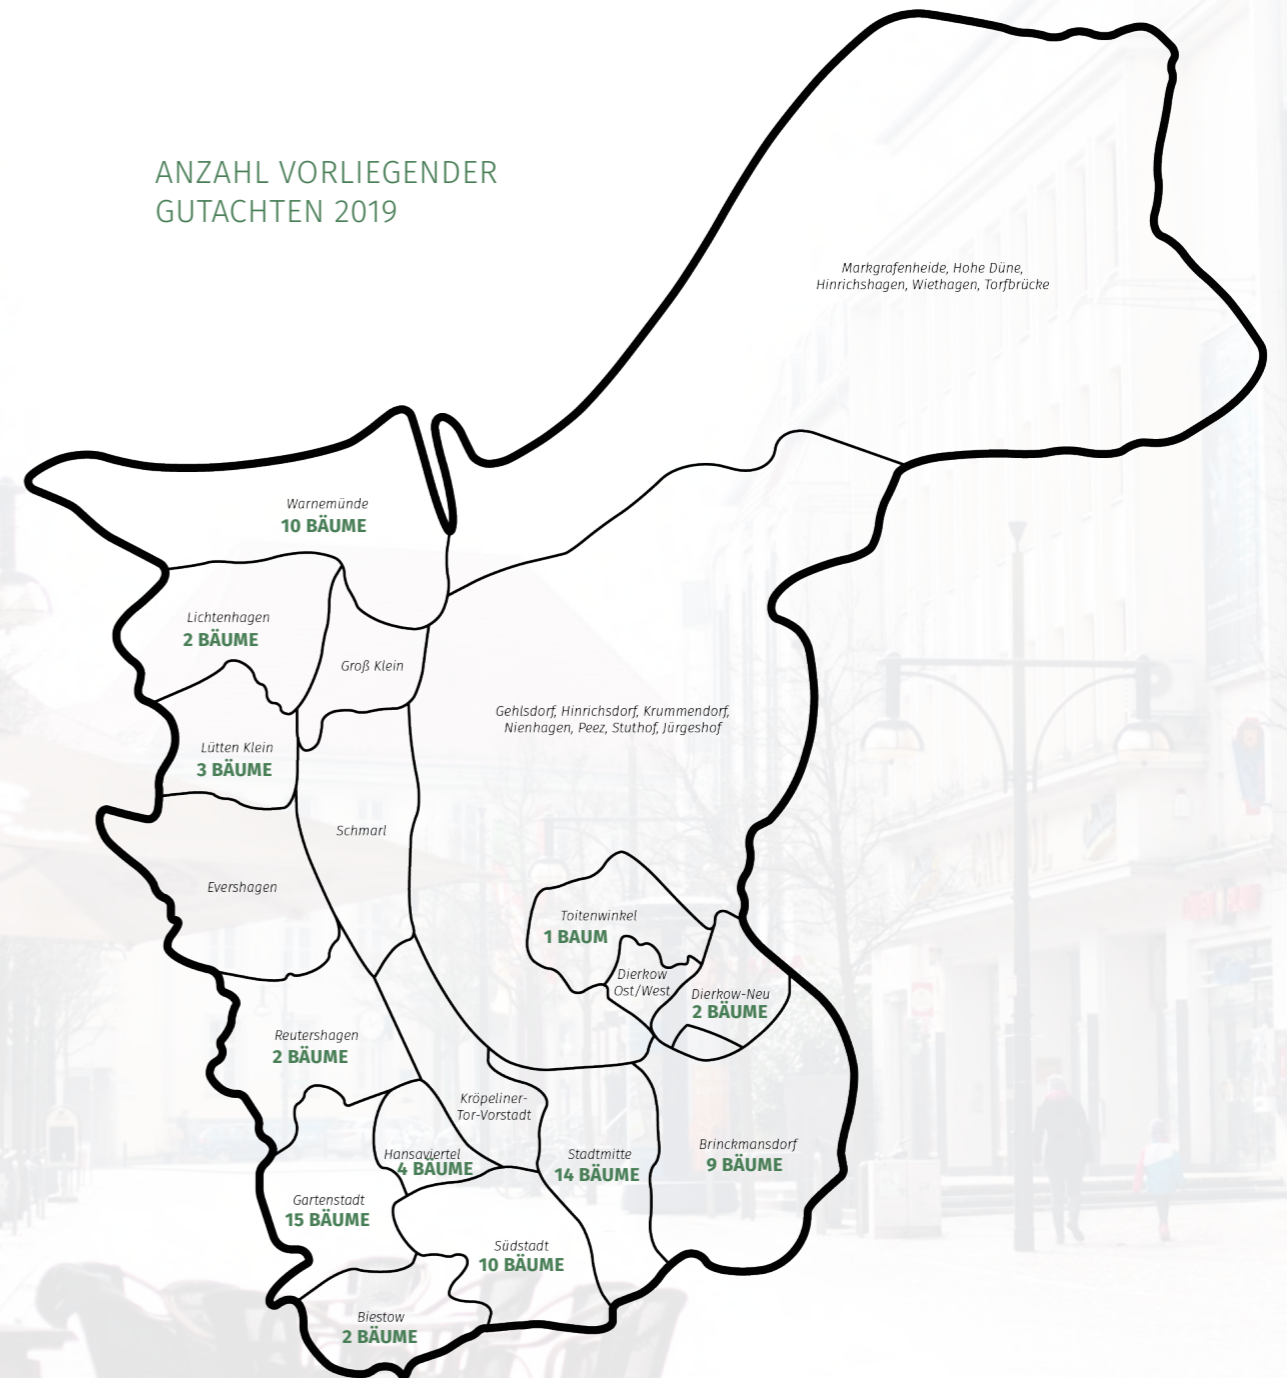 ANZAHL VORLIEGENDER
GUTACHTEN 2019
Markgrafenheide, Hohe Düne,
Hinrichshagen, Wiethagen, Torfbrücke
Warnemünde
10 BÄUME
Lichtenhagen
2 BÄUME
Groß Klein
Gehlsdorf, Hinrichsdorf, Krummendorf,
Nienhagen, Peez, Stuthof, Jürgeshof
Lütten Klein
3 BÄUME
Schmarl
Evershagen
Toitenwinkel
1 BAUM
Dierkow
Ost/West
Dierkow-Neu
2 BÄUME
Reutershagen
2 BÄUME
Kröpeliner-
Tor-Vorstadt
Hansaviertel
4 BÄUME
Stadtmitte
14 BÄUME
Brinckmansdorf
9 BÄUME
Gartenstadt
15 BÄUME
Südstadt
10 BÄUME
Biestow
2 BÄUME